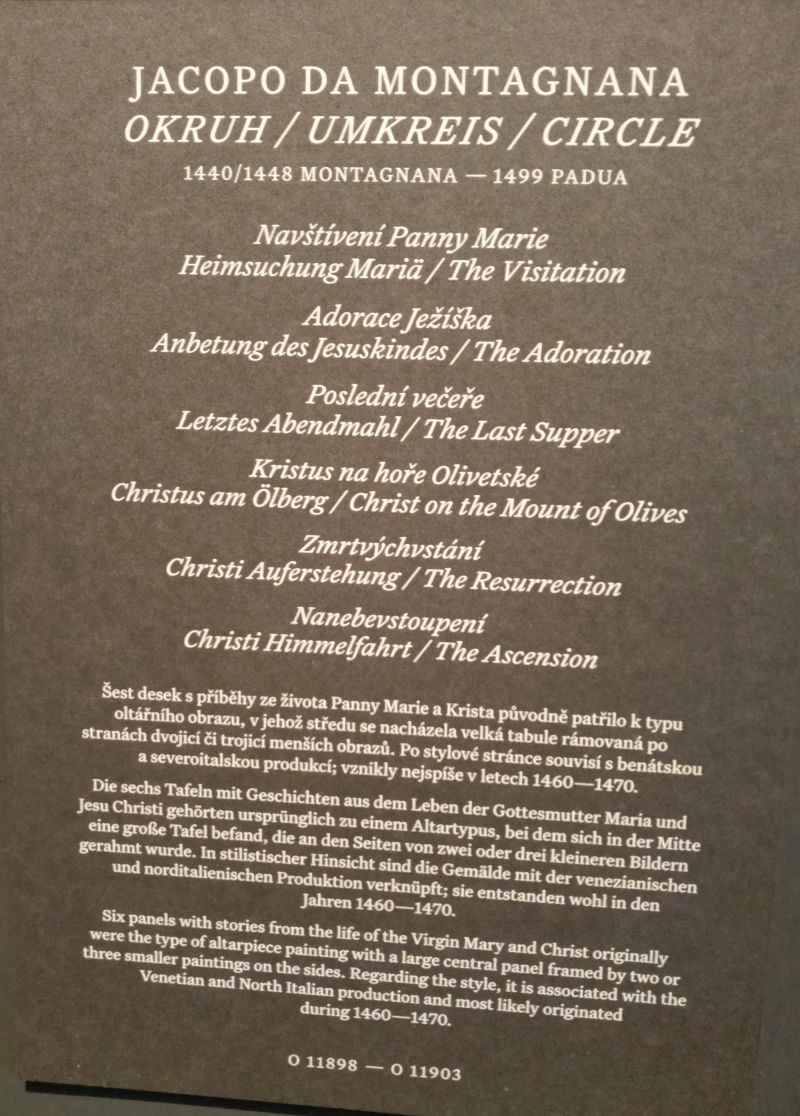 JACOPO DA MONTAGNANA
OKRUH / UMKREIS / CIRCLE
1440/1448 MONTAGNANA — 1499 PADUA
Navštívení Panny Marie
Heimsuchung Mariä / The Visitation
Adorace Ježíška
Anbetung des Jesuskindes / The Adoration
Poslední večeře
Letztes Abendmahl / The Last Supper
Kristus na hoře Olivetské
Christus am Ölberg / Christ on the Mount of Olives
Zmrtvýchvstání
Christi Auferstehung / The Resurrection
Nanebevstoupení
Christi Himmelfahrt / The Ascension
Šest desek s příběhy ze života Panny Marie a Krista původně patřilo k typu
oltářního obrazu, v jehož středu se nacházela velká tabule rámovaná po
stranách dvojicí či trojicí menších obrazů. Po stylové stránce souvisí s benátskou
a severoitalskou produkcí; vznikly nejspíše v letech 1460—1470.
Die sechs Tafeln mit Geschichten aus dem Leben der Gottesmutter Maria und
Jesu Christi gehörten ursprünglich zu einem Altartypus, bei dem sich in der Mitte
eine große Tafel befand, die an den Seiten von zwei oder drei kleineren Bildern
gerahmt wurde. In stilistischer Hinsicht sind die Gemälde mit der venezianischen
und norditalienischen Produktion verknüpft; sie entstanden wohl in den
Jahren 1460—1470.
Six panels with stories from the life of the Virgin Mary and Christ originally
were the type of altarpiece painting with a large central panel framed by two or
three smaller paintings on the sides. Regarding the style, it is associated with the
Venetian and North Italian production and most likely originated
during 1460—1470.
O 11898 — O 11903